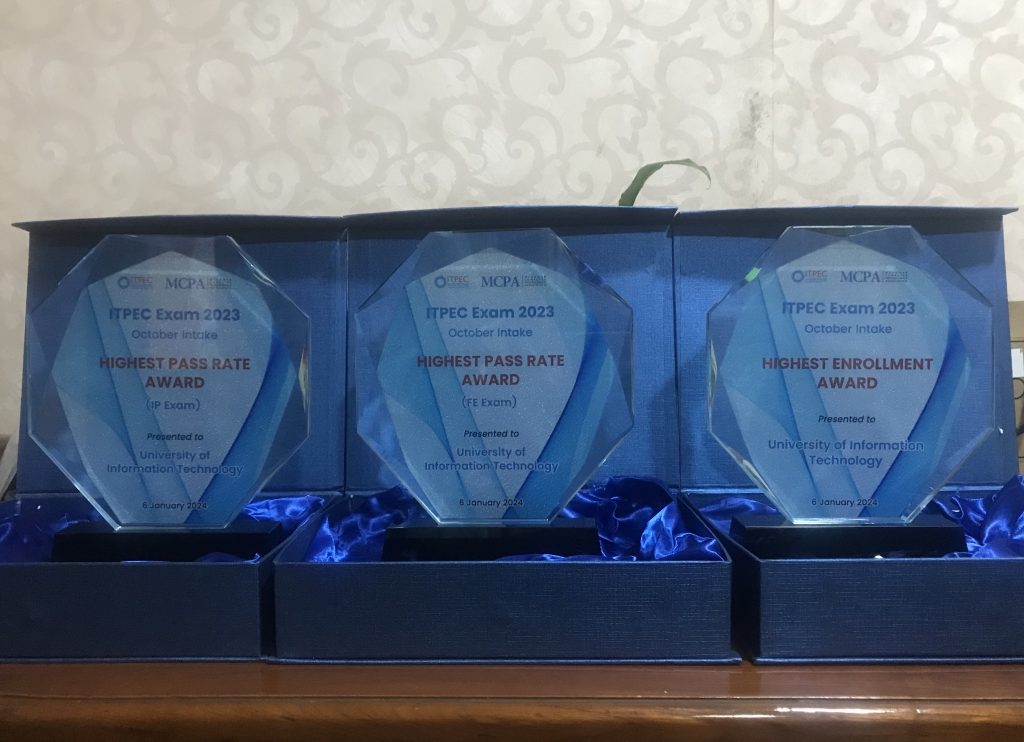 ITPEC MCPA
ITPEC Exam 2023
October Intake
HIGHEST PASS RATE
AWARD
(IP Exam)
Presented to
University of
Information Technology
6 January 2024
ITPEC MCPA
ITPEC Exam 2023
October Intake
HIGHEST PASS RATE
AWARD
(FE Exam)
Presented to
University of
Information Technology
6 January 2024
ITPEC MCPA
ITPEC Exam 2023
October Intake
HIGHEST ENROLLMENT
AWARD
Presented to
University of Information
Technology
6 January 2024